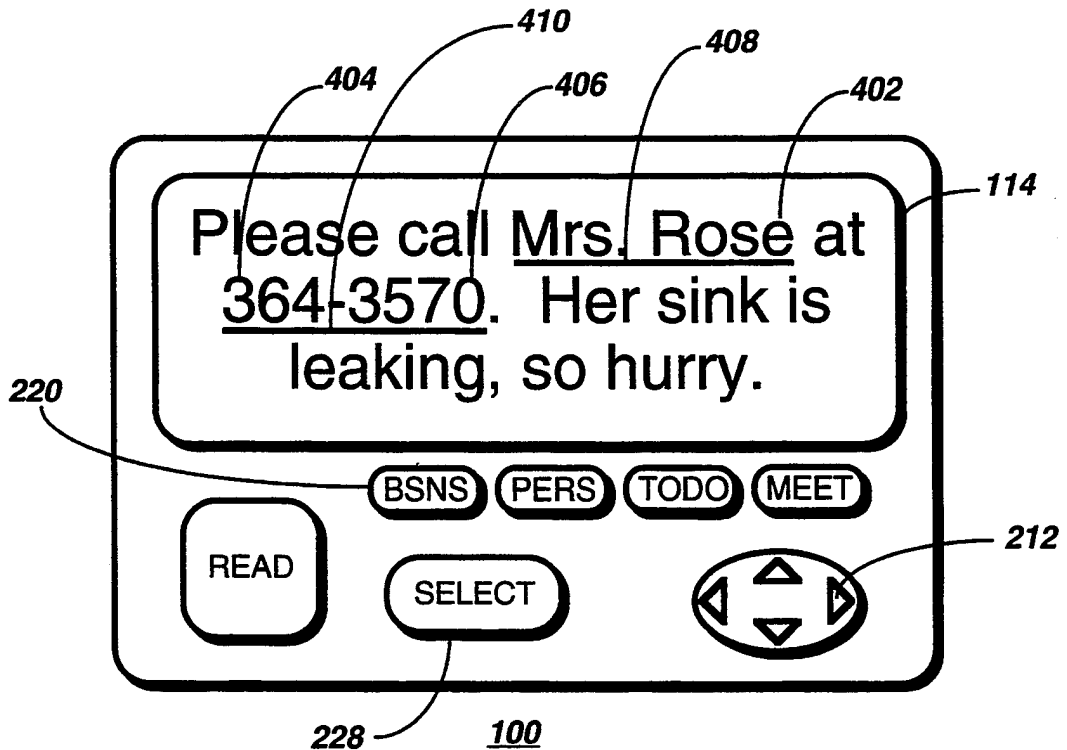 410
408
404
406
402
114
Please call Mrs. Rose at
364-3570. Her sink is
leaking, so hurry.
220
BSNS PERS TODO MEET
READ
SELECT
212
228
100